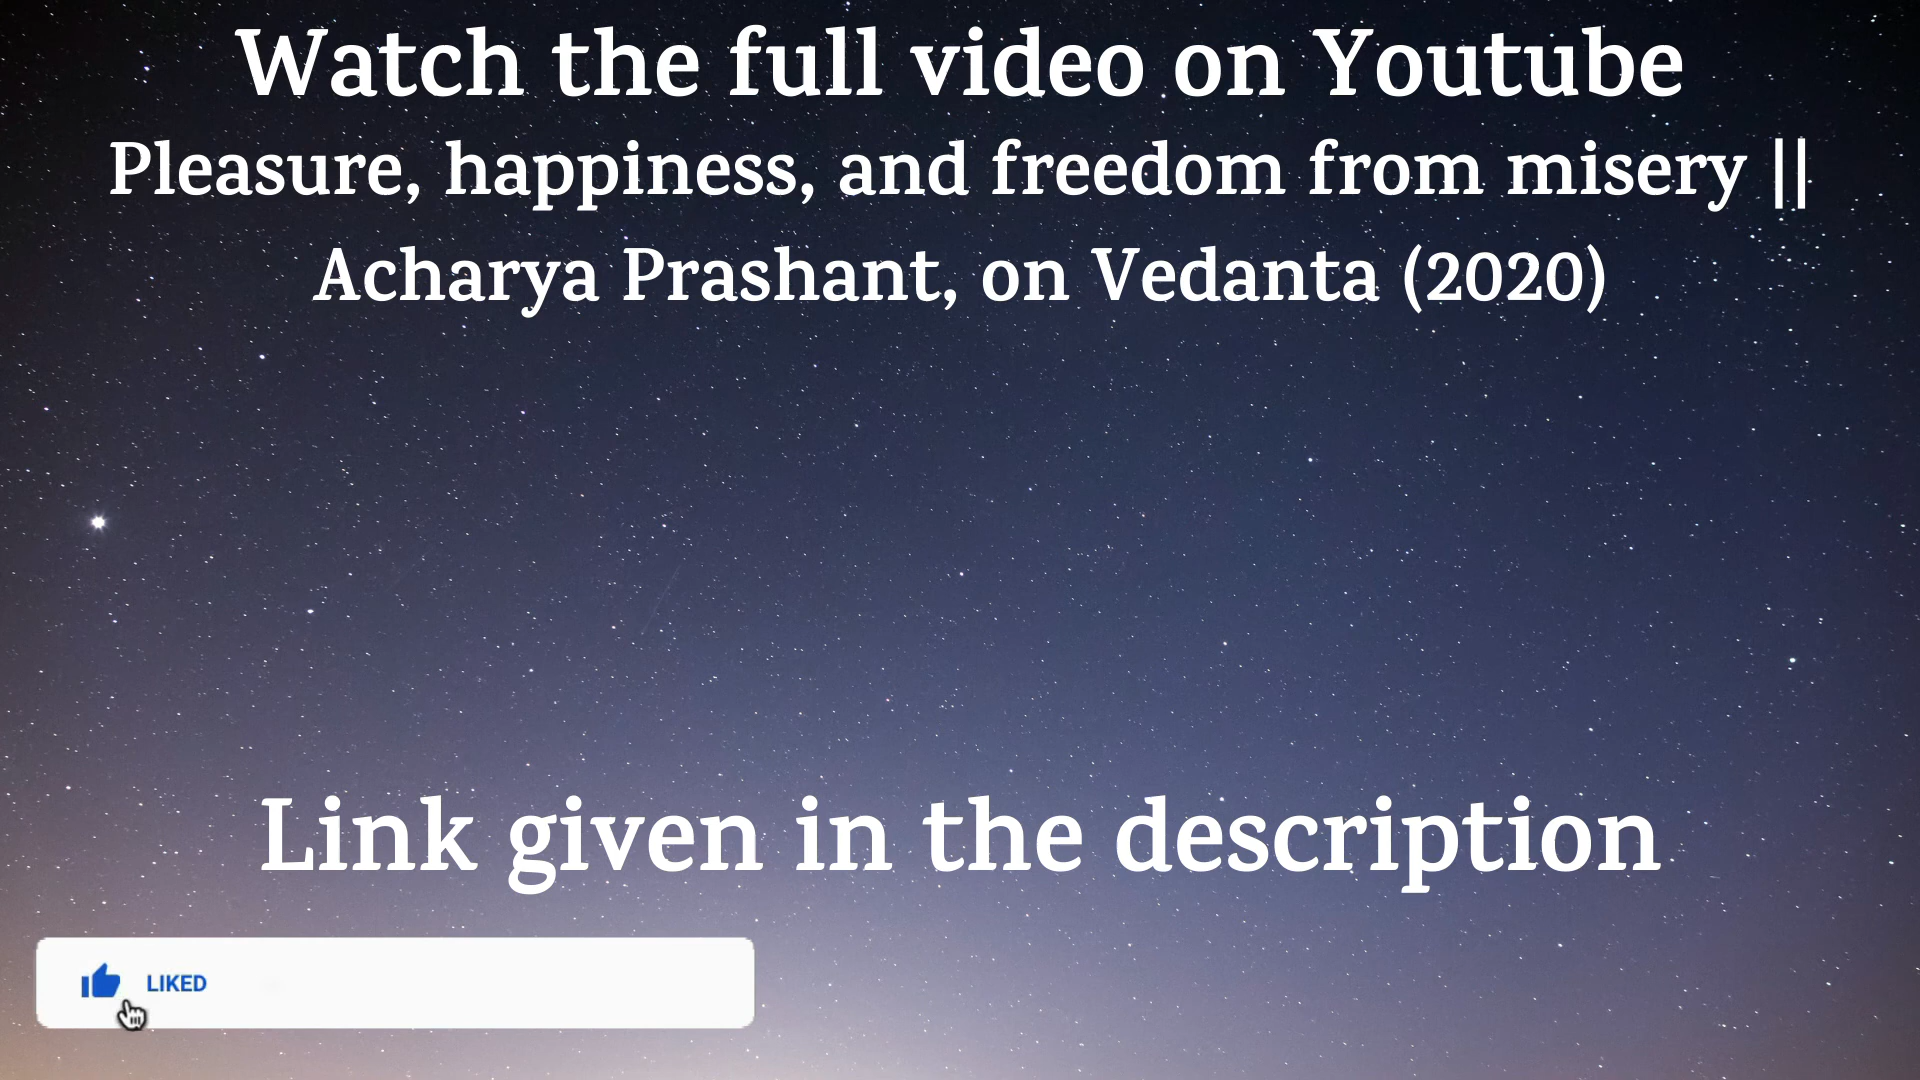 Watch the full video on Youtube
Pleasure, happiness, and freedom from misery ||
Acharya Prashant, on Vedanta (2020)
Link given in the description
LIKED